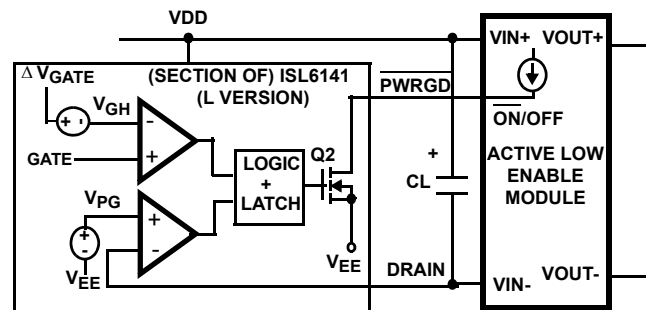 VDD
VIN+ VOUT+
Δ VGATE
(SECTION OF) ISL6141
(L VERSION)
PWRGD
+ -
VGH
-
GATE
+
ON/OFF
Q2
LOGIC
+
LATCH
+
CL
ACTIVE LOW
ENABLE
MODULE
VPG
+
-
+
-
VEE
VEE
DRAIN
VIN-
VOUT-